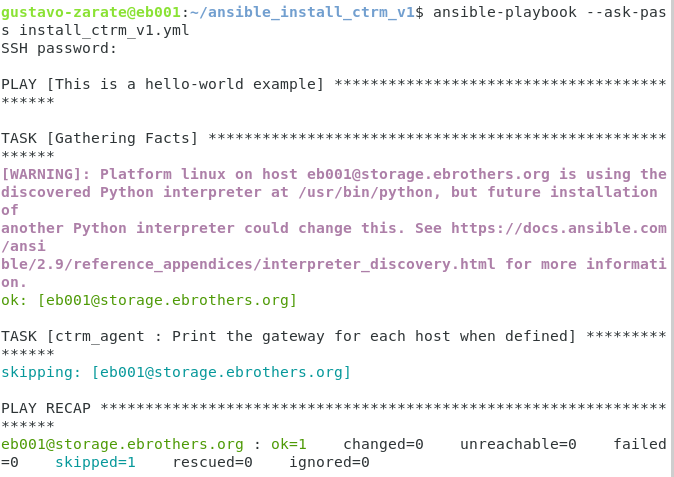 gustavo-zarate@eb001:~/ansible_install_ctrm_v1$ ansible-playbook --ask-pas
s install_ctrm_v1.yml
SSH password:
PLAY [This is a hello-world example] *************************************
******
TASK [Gathering Facts] ***************************************************
******
[WARNING]: Platform linux on host eb001@storage.ebrothers.org is using the
discovered Python interpreter at /usr/bin/python, but future installation
of
another Python interpreter could change this. See https://docs.ansible.com
/ansi
ble/2.9/reference_appendices/interpreter_discovery.html for more informati
on.
ok: [eb001@storage.ebrothers.org]
TASK [ctrm_agent : Print the gateway for each host when defined] *********
******
skipping: [eb001@storage.ebrothers.org]
PLAY RECAP ***************************************************************
******
eb001@storage.ebrothers.org : ok=1    changed=0    unreachable=0    failed
=0    skipped=1    rescued=0    ignored=0